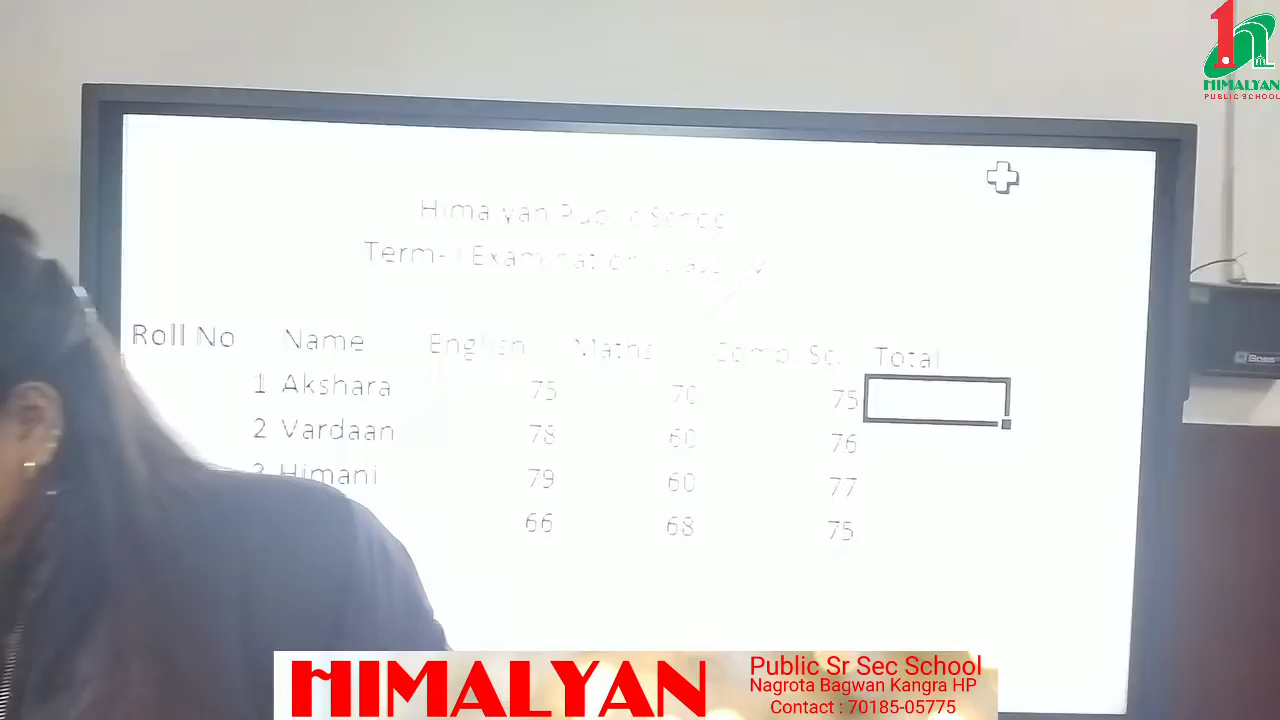 HIMALYAN
PUBLIC SCHOOL
Himalyan Public School
Term-I Examination
Roll No Name English Maths Comp. Sc. Total
1 Akshara 75 70 75
2 Vardaan 78 60 76
3 Himani 79 60 77
66 68 75
HIMALYAN
Public Sr Sec School
Nagrota Bagwan Kangra HP
Contact : 70185-05775